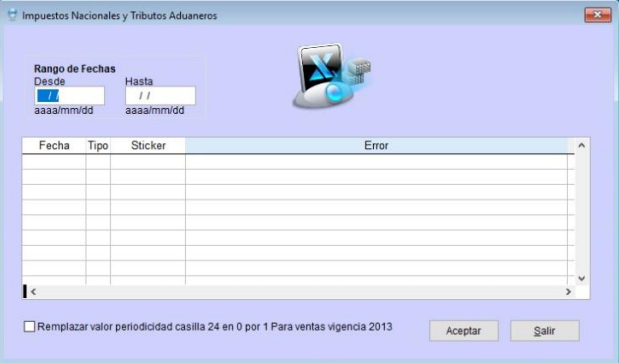 Impuestos Nacionales y Tributos Aduaneros
Rango de Fechas
Desde Hasta
/ / / /
aaaa/mm/dd aaaa/mm/dd
Fecha Tipo Sticker Error
Remplazar valor periodicidad casilla 24 en 0 por 1 Para ventas vigencia 2013
Aceptar Salir